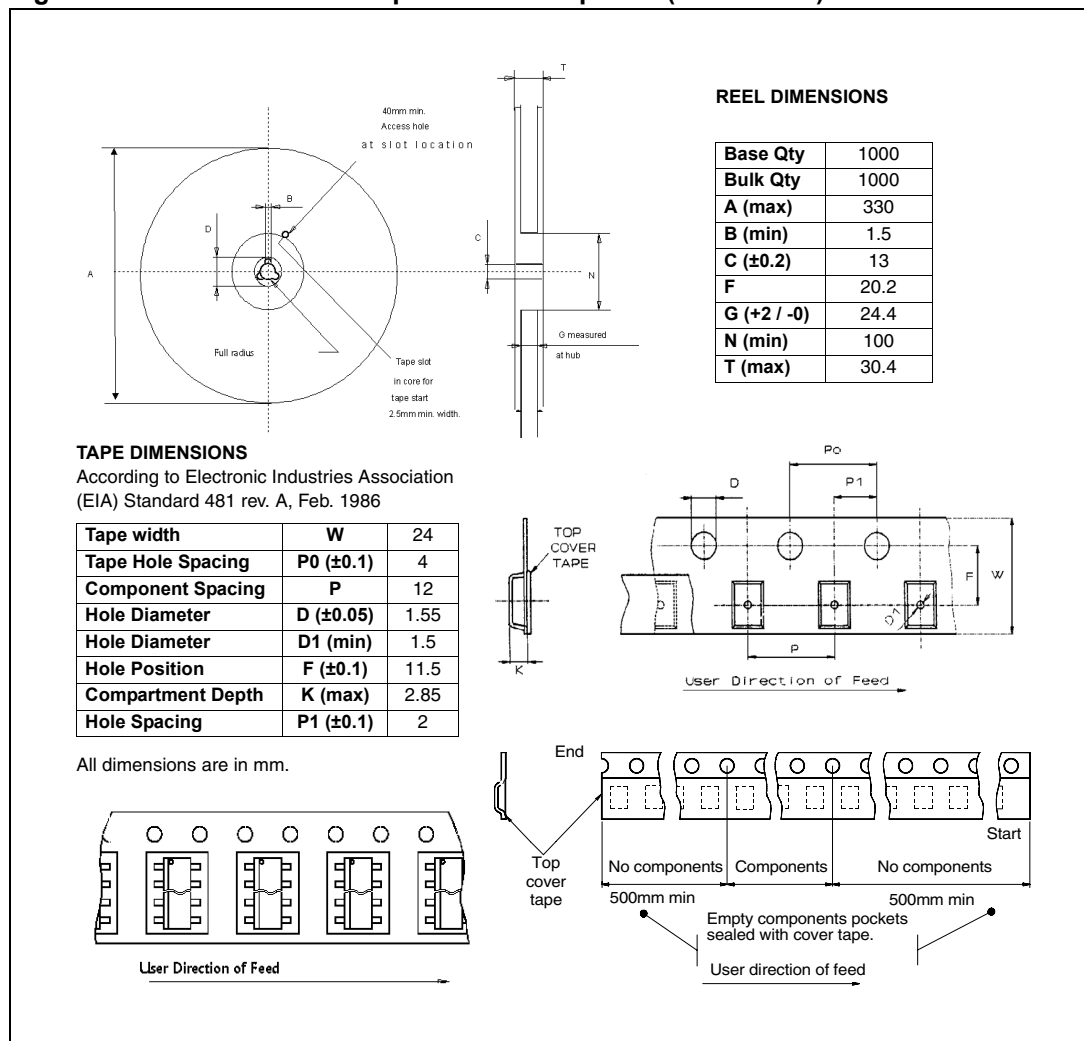 T
40mm min.
Access hole
at slot location
B
D
A
C
N
G measured
at hub
Full radius
Tape slot
in core for
tape start
2.5mm min. width.
REEL DIMENSIONS
Base Qty 1000
Bulk Qty 1000
A (max) 330
B (min) 1.5
C (±0.2) 13
F 20.2
G (+2 / -0) 24.4
N (min) 100
T (max) 30.4
TAPE DIMENSIONS
According to Electronic Industries Association
(EIA) Standard 481 rev. A, Feb. 1986
Tape width W 24
Tape Hole Spacing P0 (±0.1) 4
Component Spacing P 12
Hole Diameter D (±0.05) 1.55
Hole Diameter D1 (min) 1.5
Hole Position F (±0.1) 11.5
Compartment Depth K (max) 2.85
Hole Spacing P1 (±0.1) 2
All dimensions are in mm.
Po
D
P1
TOP
COVER
TAPE
F
W
D1
K
P
User Direction of Feed
End
Start
Top
cover
tape
No components
Components
No components
500mm min
500mm min
Empty components pockets
sealed with cover tape.
User direction of feed
User Direction of Feed